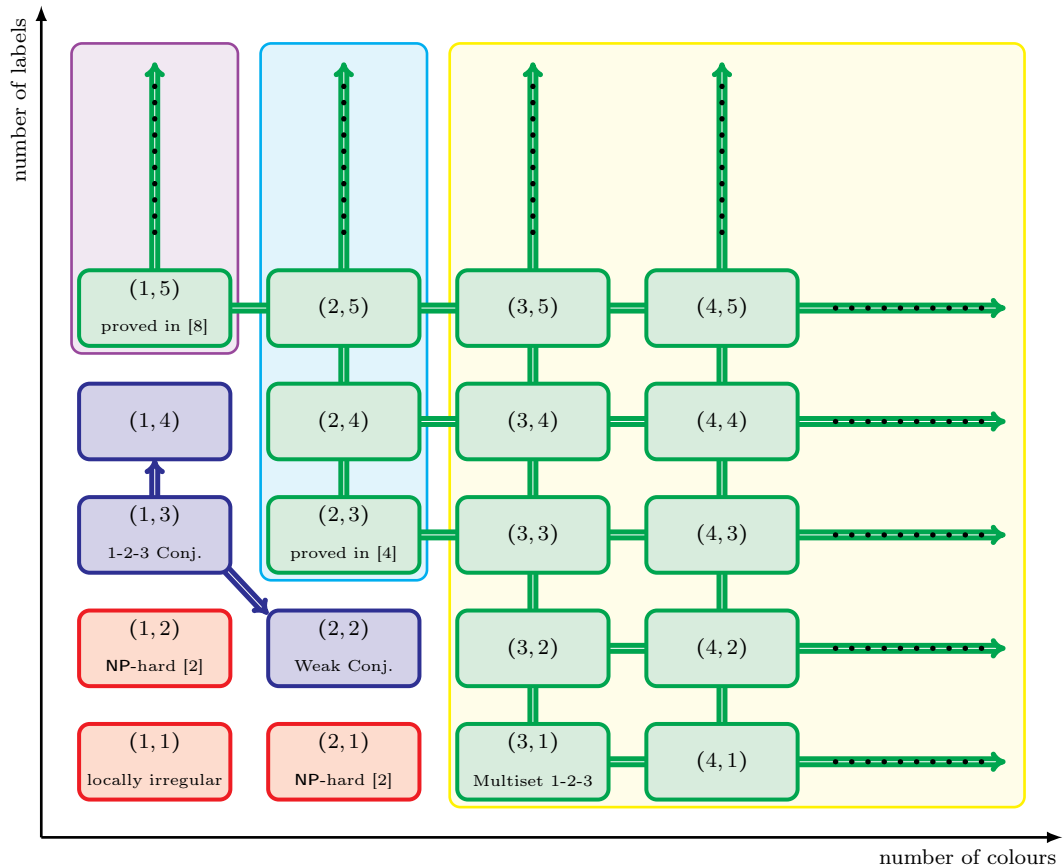 number of labels
(1, 5)
proved in [8]
(2, 5)
(3, 5)
(4, 5)
(1, 4)
(2, 4)
(3, 4)
(4, 4)
(1, 3)
1-2-3 Conj.
(2, 3)
proved in [4]
(3, 3)
(4, 3)
(1, 2)
NP-hard [2]
(2, 2)
Weak Conj.
(3, 2)
(4, 2)
(1, 1)
locally irregular
(2, 1)
NP-hard [2]
(3, 1)
Multiset 1-2-3
(4, 1)
number of colours